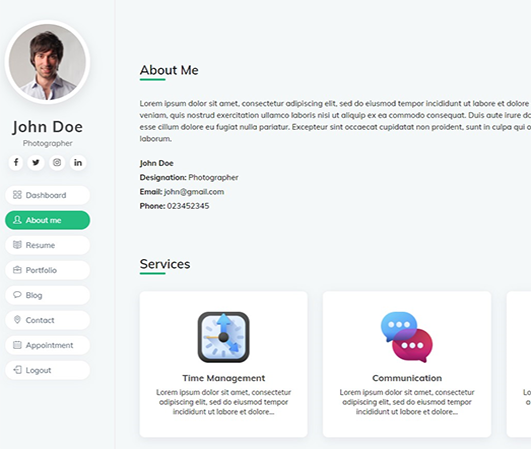 John Doe
Photographer
Dashboard
About me
Resume
Portfolio
Blog
Contact
Appointment
Logout
About Me
Lorem ipsum dolor sit amet, consectetur adipiscing elit, sed do eiusmod tempor incididunt ut labore et dolore
veniam, quis nostrud exercitation ullamco laboris nisi ut aliquip ex ea commodo consequat. Duis aute irure do
esse cillum dolore eu fugiat nulla pariatur. Excepteur sint occaecat cupidatat non proident, sunt in culpa qui o
laborum.
John Doe
Designation: Photographer
Email: john@gmail.com
Phone: 023452345
Services
Time Management
Lorem ipsum dolor sit amet, consectetur
adipiscing elit, sed do eiusmod tempor
incididunt ut labore et dolore...
Communication
Lorem ipsum dolor sit amet, consectetur
adipiscing elit, sed do eiusmod tempor
incididunt ut labore et dolore...
Lo
a